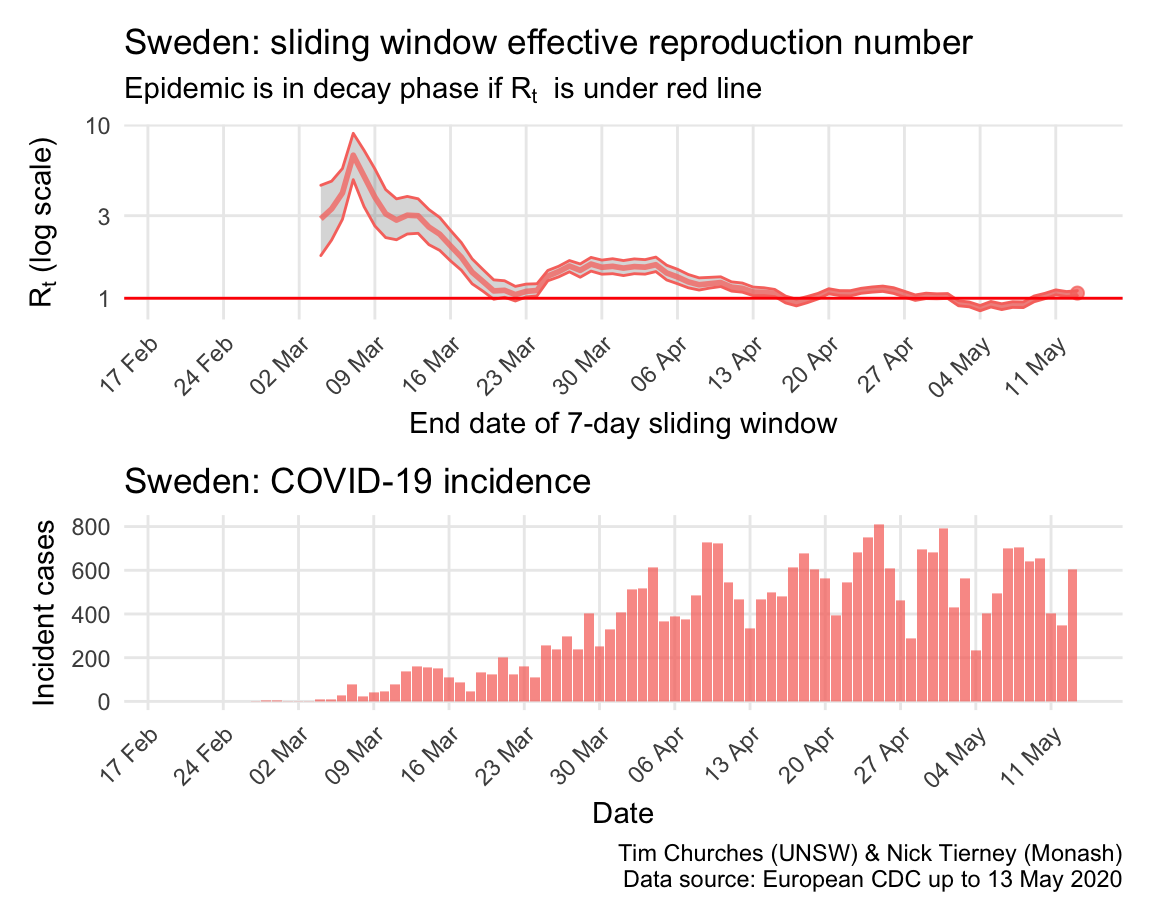 Sweden: sliding window effective reproduction number
Epidemic is in decay phase if Rt is under red line
Rt (log scale)
10
3
1
17 Feb
24 Feb
02 Mar
09 Mar
16 Mar
23 Mar
30 Mar
06 Apr
13 Apr
20 Apr
27 Apr
04 May
11 May
End date of 7-day sliding window
Sweden: COVID-19 incidence
Incident cases
800
600
400
200
0
17 Feb
24 Feb
02 Mar
09 Mar
16 Mar
23 Mar
30 Mar
06 Apr
13 Apr
20 Apr
27 Apr
04 May
11 May
Date
Tim Churches (UNSW) & Nick Tierney (Monash)
Data source: European CDC up to 13 May 2020